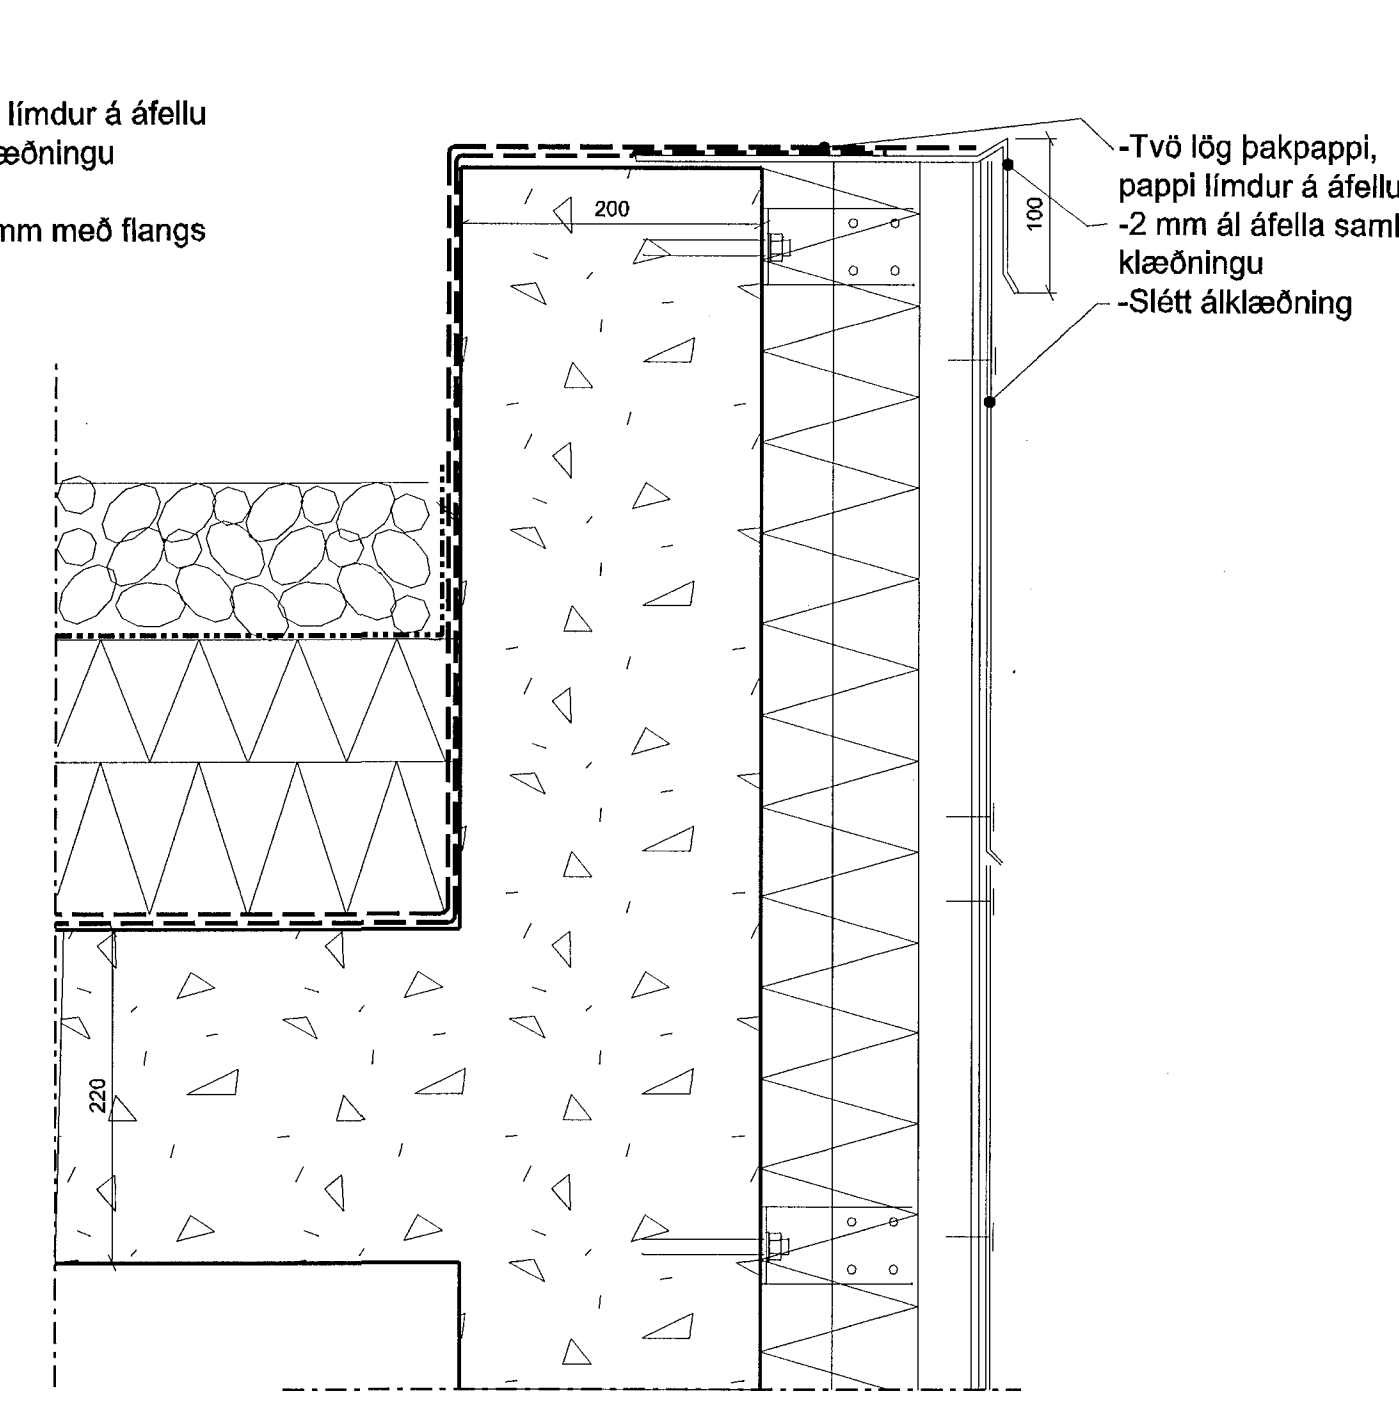 límdur á áfellu
æðningu
mm með flangs
-Tvö lög þakpappi,
pappi límdur á áfellu
-2 mm ál áfella saml
klæðningu
-Slétt álklæðning
200
100
220